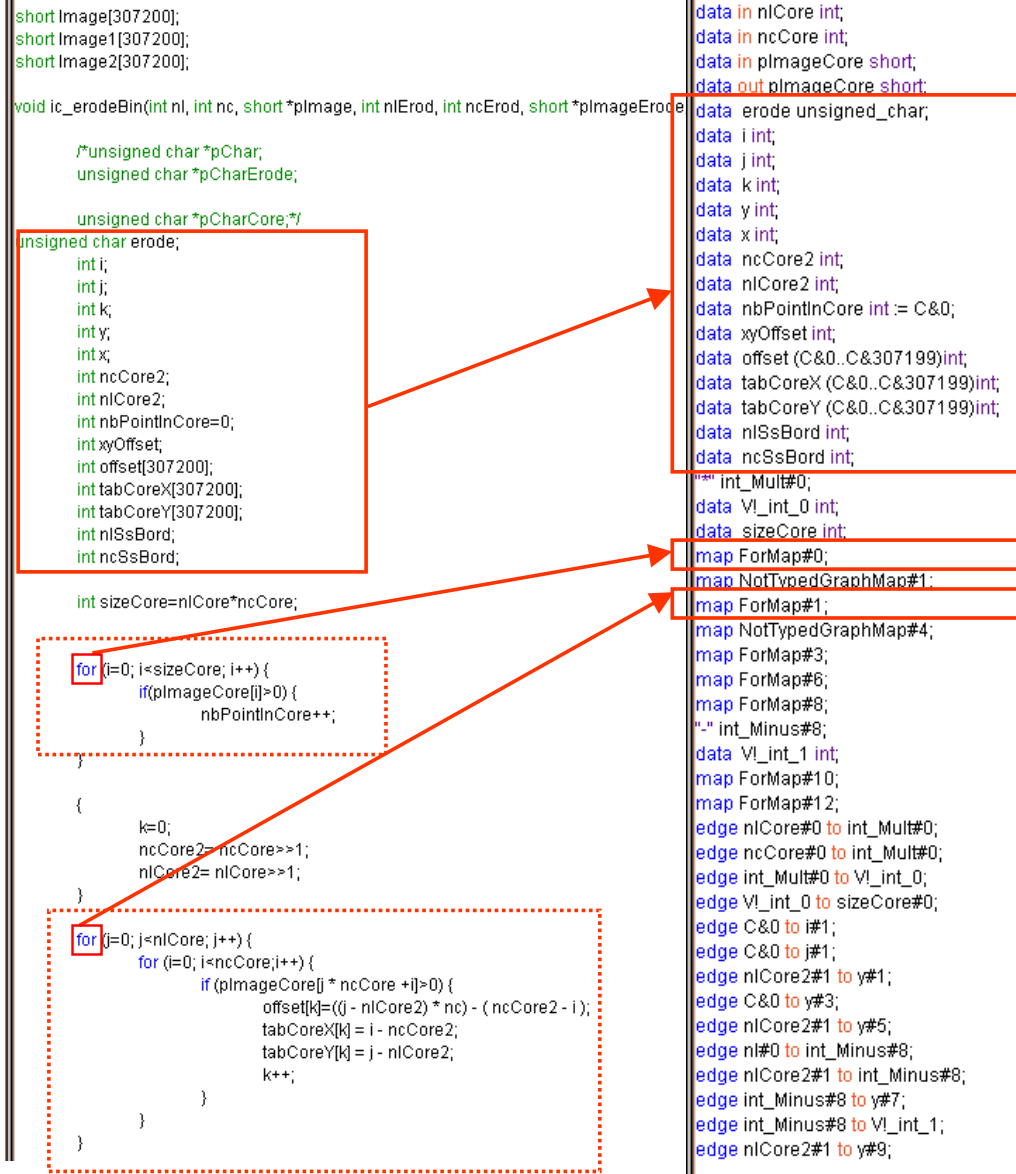 short Image[307200];
short Image1[307200];
short Image2[307200];
void ic_erodeBin(int nl, int nc, short *pImage, int nlErod, int ncErod, short *pImageErode
/*unsigned char *pChar;
unsigned char *pCharErode;
unsigned char *pCharCore;*/
unsigned char erode;
int i;
int j;
int k;
int y;
int x;
int ncCore2;
int nlCore2;
int nbPointInCore=0;
int xyOffset;
int offset[307200];
int tabCoreX[307200];
int tabCoreY[307200];
int nlSsBord;
int ncSsBord;
int sizeCore=nlCore*ncCore;
for (i=0; i<sizeCore; i++) {
if(pImageCore[i]>0) {
nbPointInCore++;
}
}
{
k=0;
ncCore2= ncCore>>1;
nlCore2= nlCore>>1;
}
for (j=0; j<nlCore; j++) {
for (i=0; i<ncCore;i++) {
if (pImageCore[j * ncCore +i]>0) {
offset[k]=((j - nlCore2) * nc) - ( ncCore2 - i );
tabCoreX[k] = i - ncCore2;
tabCoreY[k] = j - nlCore2;
k++;
}
}
}
data in nlCore int;
data in ncCore int;
data in pImageCore short;
data out pImageCore short;
data erode unsigned_char;
data i int;
data j int;
data k int;
data y int;
data x int;
data ncCore2 int;
data nlCore2 int;
data nbPointInCore int := C&0;
data xyOffset int;
data offset (C&0..C&307199)int;
data tabCoreX (C&0..C&307199)int;
data tabCoreY (C&0..C&307199)int;
data nlSsBord int;
data ncSsBord int;
"*" int_Mult#0;
data V!_int_0 int;
data sizeCore int;
map ForMap#0;
map NotTypedGraphMap#1;
map ForMap#1;
map NotTypedGraphMap#4;
map ForMap#3;
map ForMap#6;
map ForMap#8;
"-" int_Minus#8;
data V!_int_1 int;
map ForMap#10;
map ForMap#12;
edge nlCore#0 to int_Mult#0;
edge ncCore#0 to int_Mult#0;
edge int_Mult#0 to V!_int_0;
edge V!_int_0 to sizeCore#0;
edge C&0 to i#1;
edge C&0 to j#1;
edge nlCore2#1 to y#1;
edge C&0 to y#3;
edge nlCore2#1 to y#5;
edge nl#0 to int_Minus#8;
edge nlCore2#1 to int_Minus#8;
edge int_Minus#8 to y#7;
edge int_Minus#8 to V!_int_1;
edge nlCore2#1 to y#9;